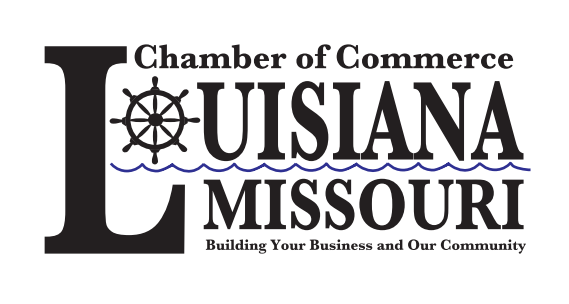 Chamber of Commerce
LOUISIANA
MISSOURI
Building Your Business and Our Community